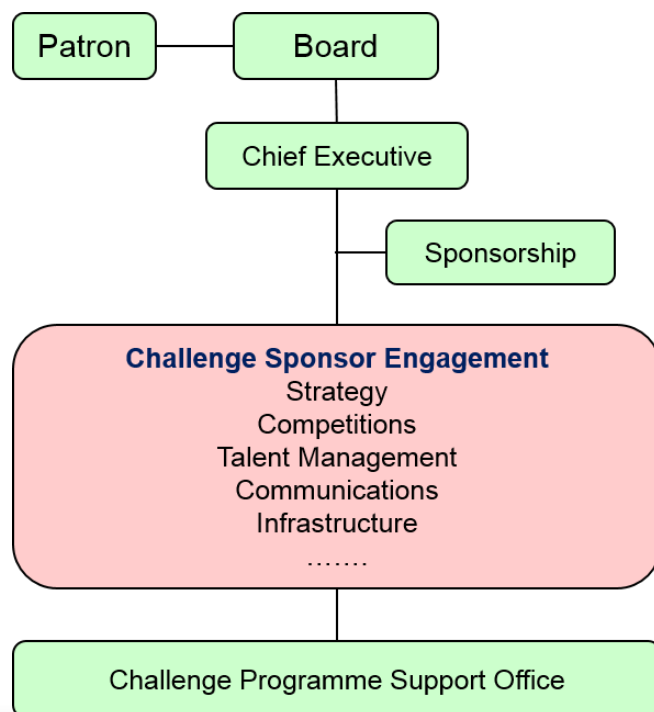 Patron
Board
Chief Executive
Sponsorship
Challenge Sponsor Engagement
Strategy
Competitions
Talent Management
Communications
Infrastructure
…….
Challenge Programme Support Office